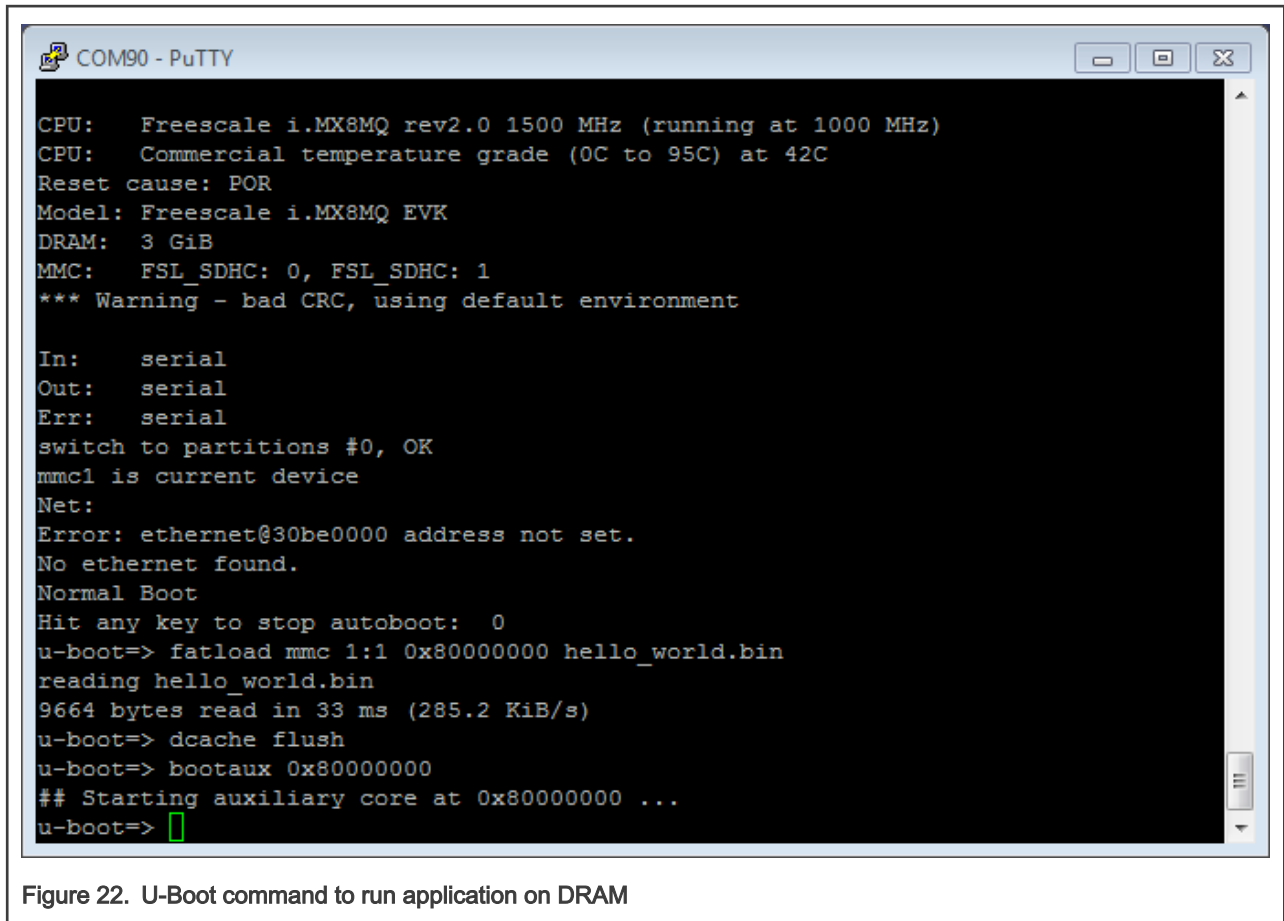 COM90 - PuTTY
CPU:   Freescale i.MX8MQ rev2.0 1500 MHz (running at 1000 MHz)
CPU:   Commercial temperature grade (0C to 95C) at 42C
Reset cause: POR
Model: Freescale i.MX8MQ EVK
DRAM:  3 GiB
MMC:   FSL_SDHC: 0, FSL_SDHC: 1
*** Warning - bad CRC, using default environment
In:    serial
Out:   serial
Err:   serial
switch to partitions #0, OK
mmc1 is current device
Net:
Error: ethernet@30be0000 address not set.
No ethernet found.
Normal Boot
Hit any key to stop autoboot:  0
u-boot=> fatload mmc 1:1 0x80000000 hello_world.bin
reading hello_world.bin
9664 bytes read in 33 ms (285.2 KiB/s)
u-boot=> dcache flush
u-boot=> bootaux 0x80000000
## Starting auxiliary core at 0x80000000 ...
u-boot=>
Figure 22. U-Boot command to run application on DRAM